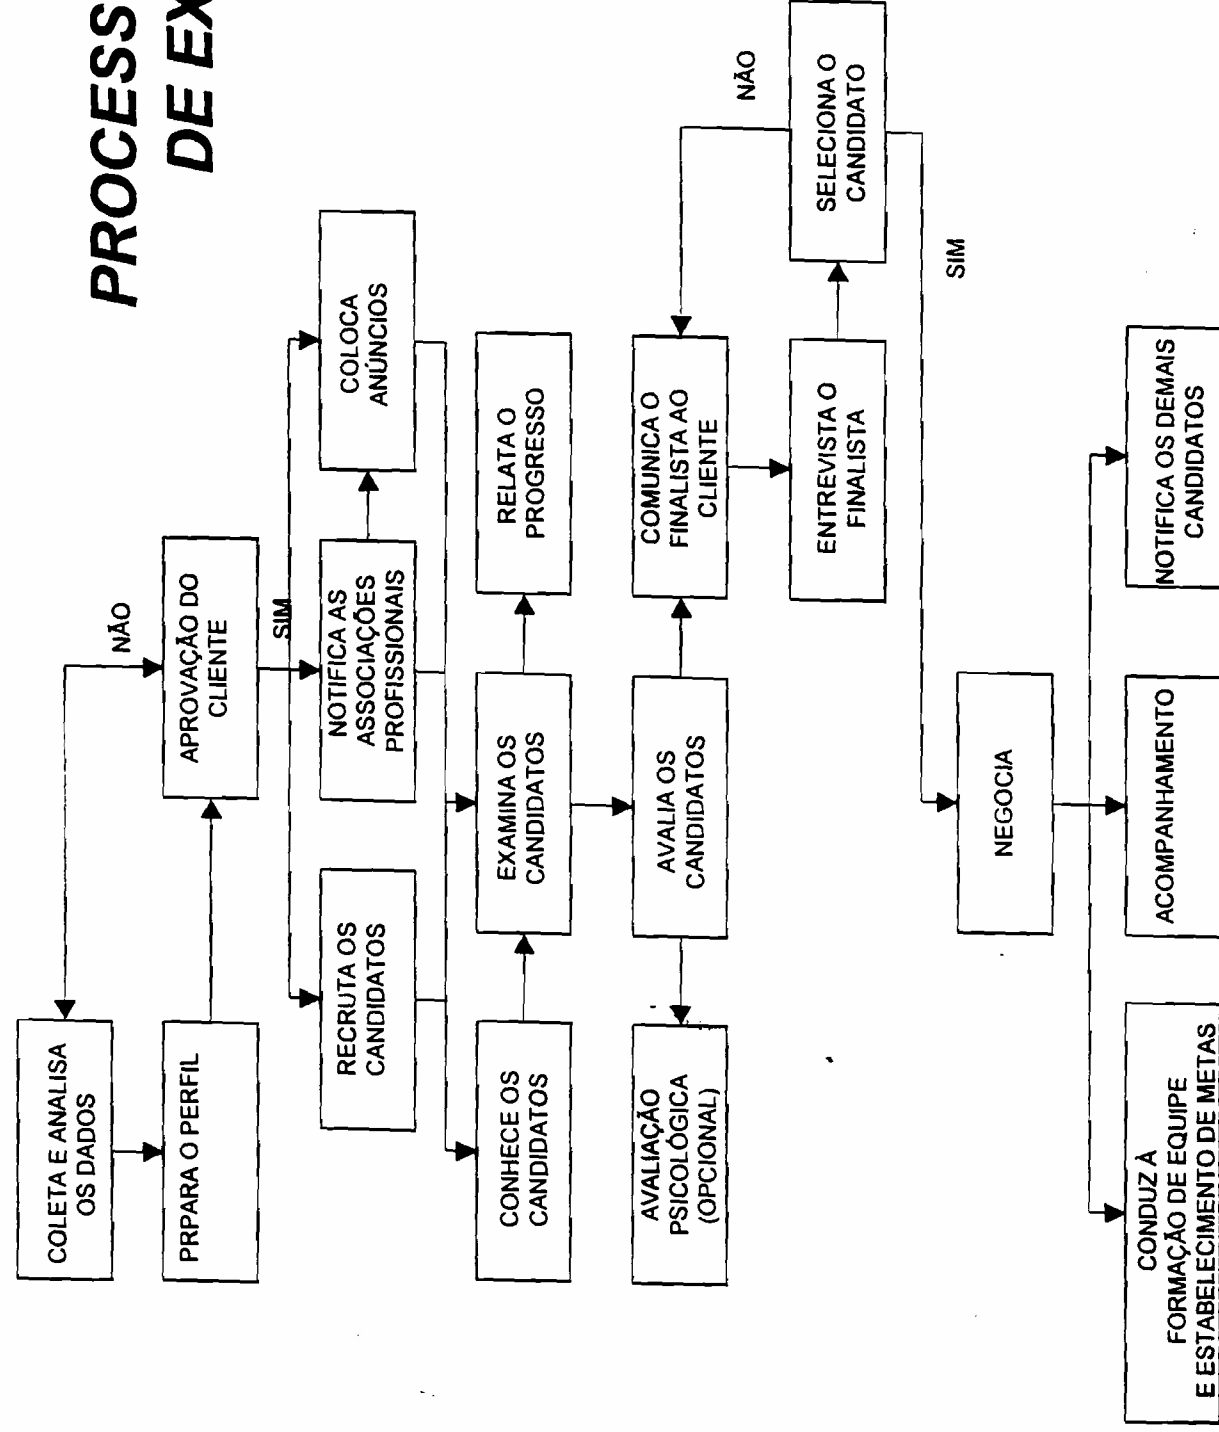 PROCESS
DE EX
COLETA E ANALISA
OS DADOS
PRPARA O PERFIL
NÃO
APROVAÇÃO DO
CLIENTE
SIM
RECRUTA OS
CANDIDATOS
NOTIFICA AS
ASSOCIAÇÕES
PROFISSIONAIS
COLOCA
ANÚNCIOS
CONHECE OS
CANDIDATOS
EXAMINA OS
CANDIDATOS
RELATA O
PROGRESSO
AVALIAÇÃO
PSICOLÓGICA
(OPCIONAL)
AVALIA OS
CANDIDATOS
COMUNICA O
FINALISTA AO
CLIENTE
NÃO
ENTREVISTA O
FINALISTA
SELECIONA O
CANDIDATO
SIM
NEGOCIA
CONDUZ À
FORMAÇÃO DE EQUIPE
E ESTABELECIMENTO DE METAS
ACOMPANHAMENTO
NOTIFICA OS DEMAIS
CANDIDATOS